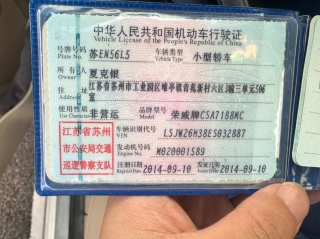 中华人民共和国机动车行驶证
Vehicle License of the People's Republic of China
号牌号码 苏EN56L5 车辆类型 小型轿车
Plate No. Vehicle Type
所有人 夏克银
住址 江苏省苏州市工业园区唯亭镇青苑新村六区 幢三单元506室
Address
使用性质 非营运 品牌型号 荣威牌CSA7188MC
Use Character Model
江苏省苏州 车辆识别代号 LSJW26H38ES032887
VIN
市公安局交通 发动机号码 M020001589
Engine No.
巡逻警察支队 注册日期 2014-09-10 发证日期 2014-09-10
Register Date Issue Date